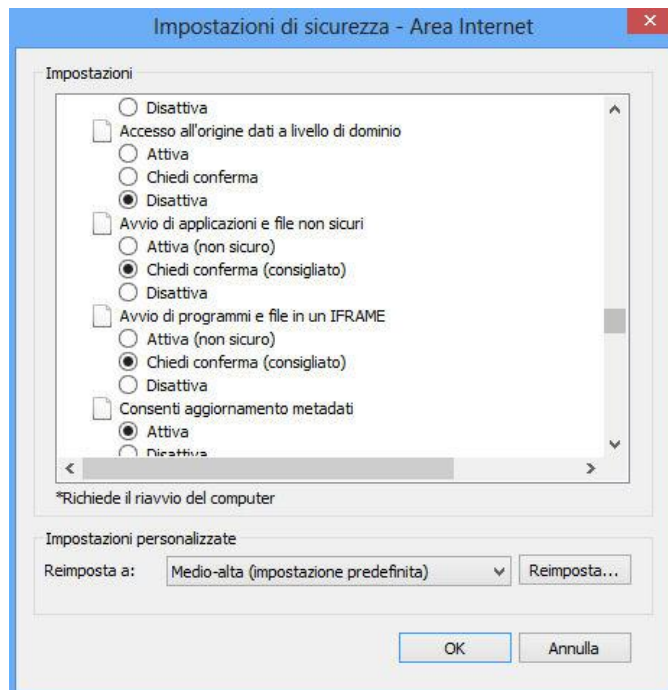 Impostazioni di sicurezza - Area Internet
Impostazioni
Disattiva
Accesso all'origine dati a livello di dominio
Attiva
Chiedi conferma
Disattiva
Avvio di applicazioni e file non sicuri
Attiva (non sicuro)
Chiedi conferma (consigliato)
Disattiva
Avvio di programmi e file in un IFRAME
Attiva (non sicuro)
Chiedi conferma (consigliato)
Disattiva
Consenti aggiornamento metadati
Attiva
Disattiva
*Richiede il riavvio del computer
Impostazioni personalizzate
Reimposta a: Medio-alta (impostazione predefinita) Reimposta...
OK Annulla